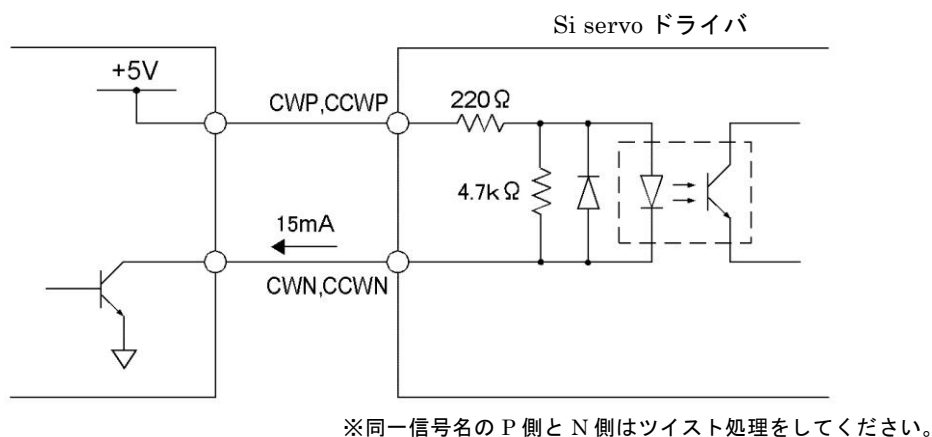 Si servo ドライバ
+5V
CWP,CCWP
220Ω
4.7kΩ
15mA
CWN,CCWN
※同一信号名の P 側と N 側はツイスト処理をしてください。